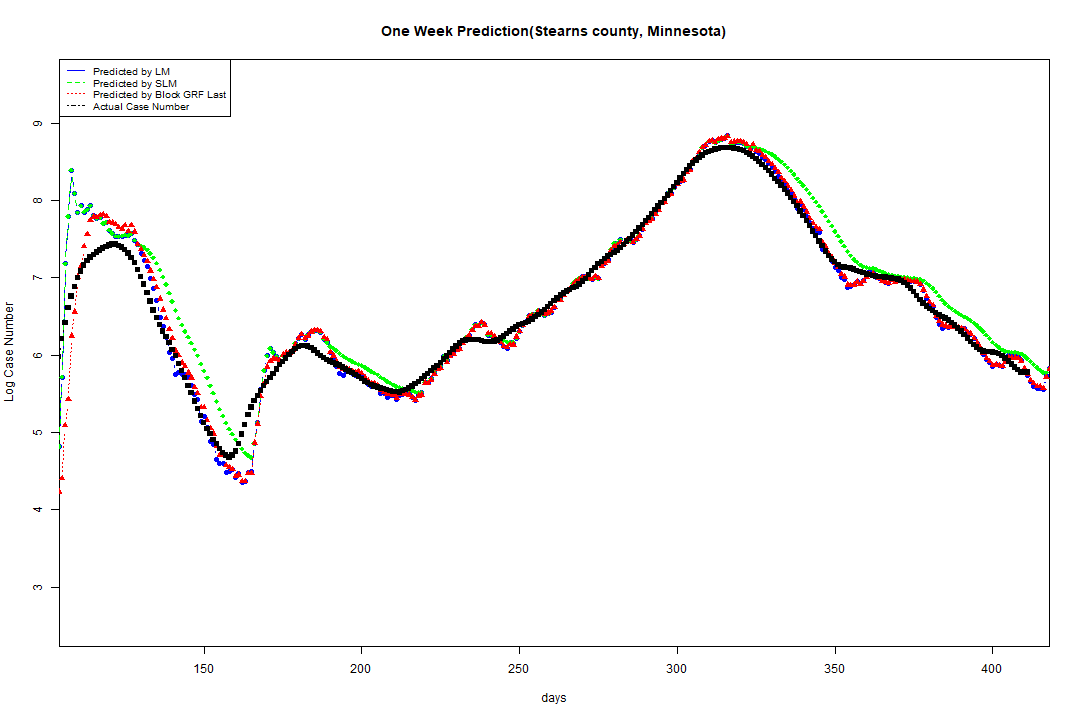 One Week Prediction(Stearns county, Minnesota)
Predicted by LM
Predicted by SLM
Predicted by Block GRF Last
Actual Case Number
9
8
7
6
5
4
3
Log Case Number
150 200 250 300 350 400
days